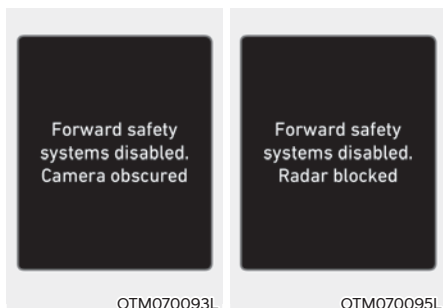 Forward safety
systems disabled.
Camera obscured
OTM070093L
Forward safety
systems disabled.
Radar blocked
OTM070095L